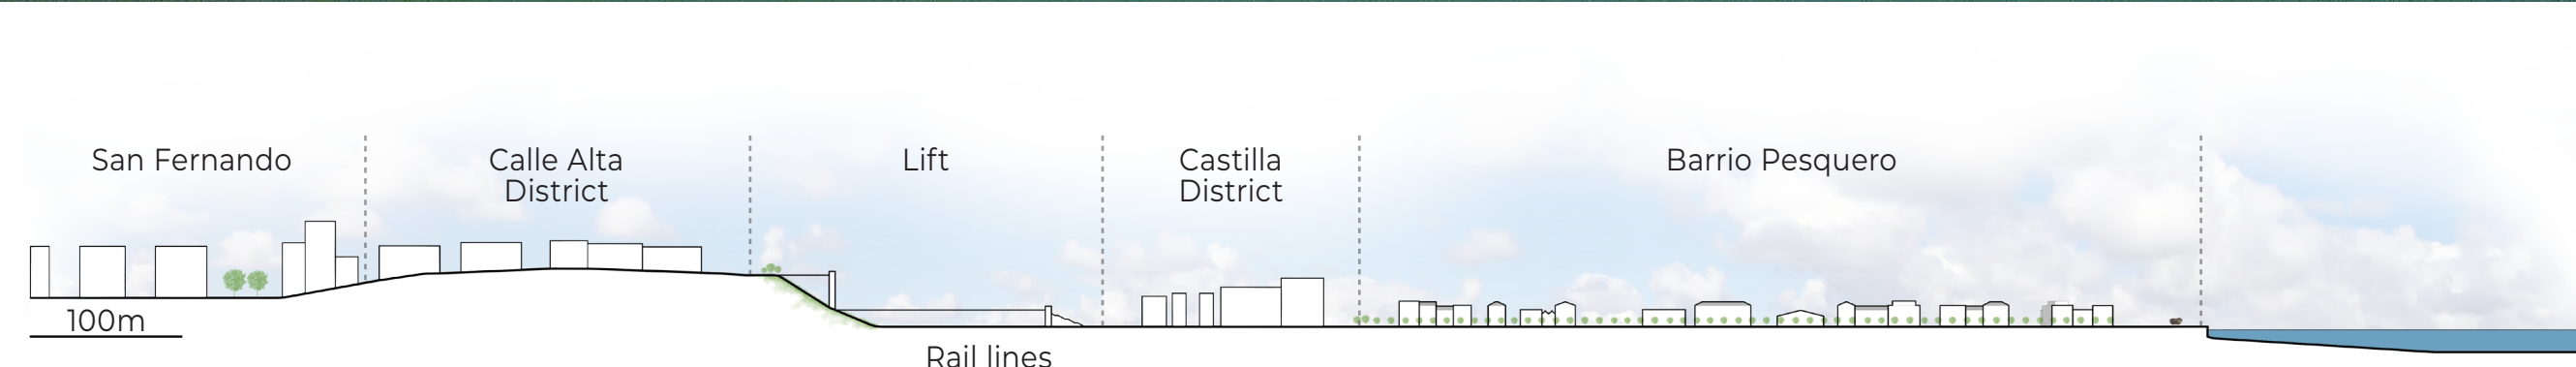 San Fernando
Calle Alta
District
Lift
Castilla
District
Barrio Pesquero
100m
Rail lines